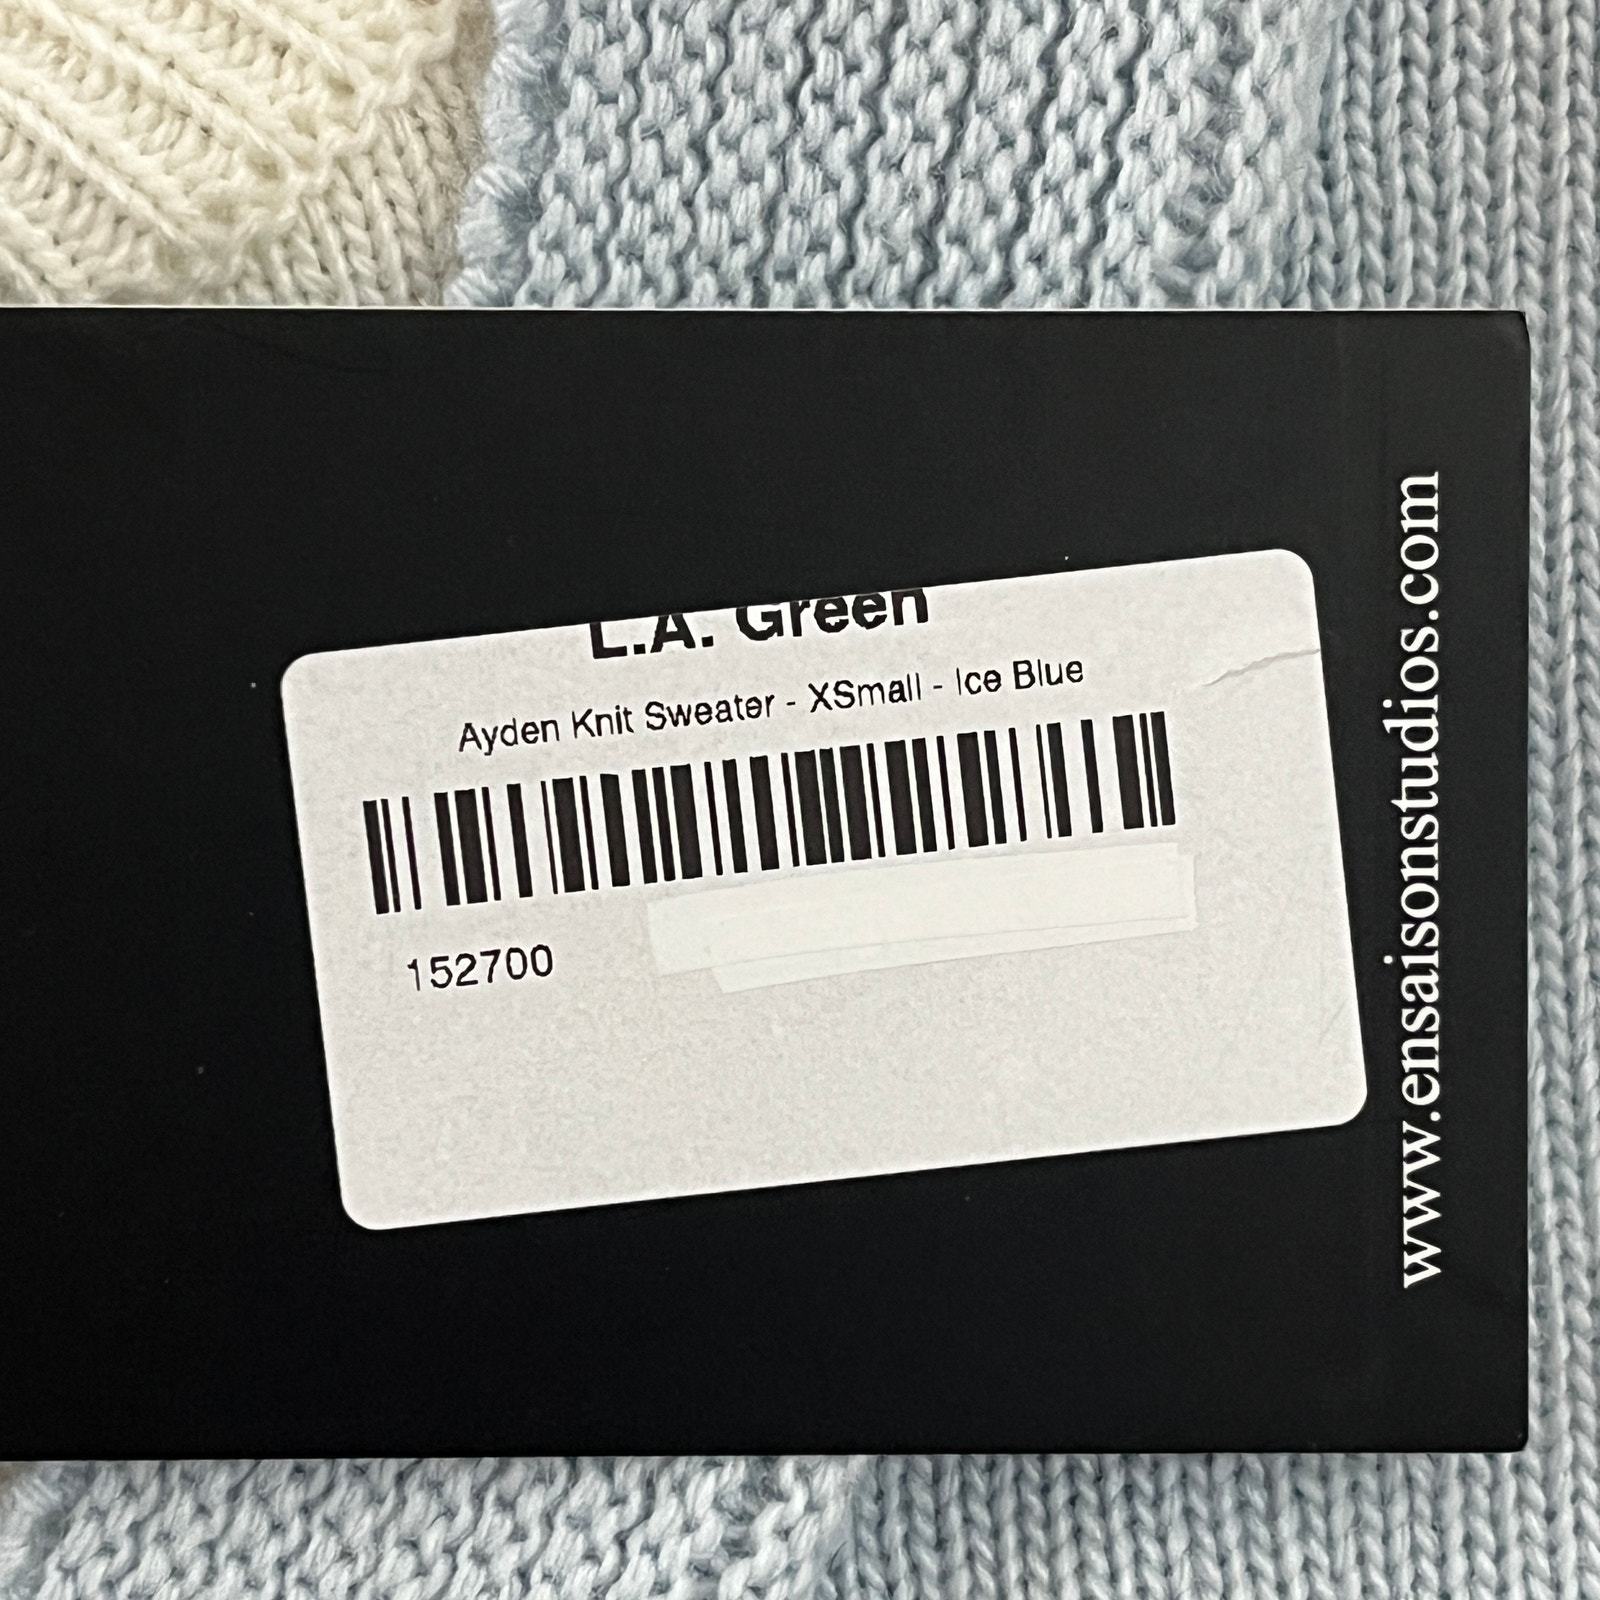 L.A. Green
Ayden Knit Sweater - XSmall - Ice Blue
152700
www.ensaisonstudios.com